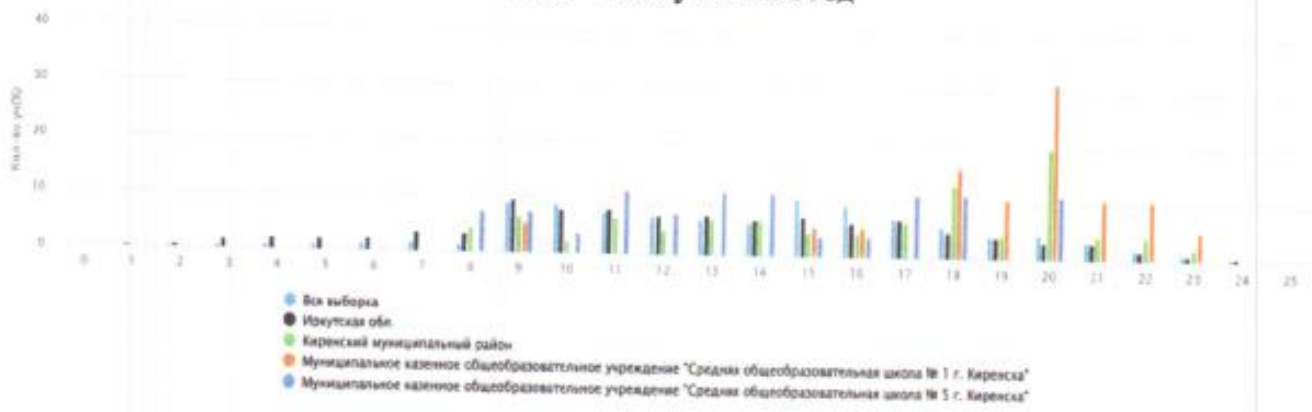 40
30
20
10
0
0 1 2 3 4 5 6 7 8 9 10 11 12 13 14 15 16 17 18 19 20 21 22 23 24 25
Вся выборка
Иркутская обл.
Киренский муниципальный район
Муниципальное казенное общеобразовательное учреждение "Средняя общеобразовательная школа № 1 г. Киренска"
Муниципальное казенное общеобразовательное учреждение "Средняя общеобразовательная школа № 5 г. Киренска"